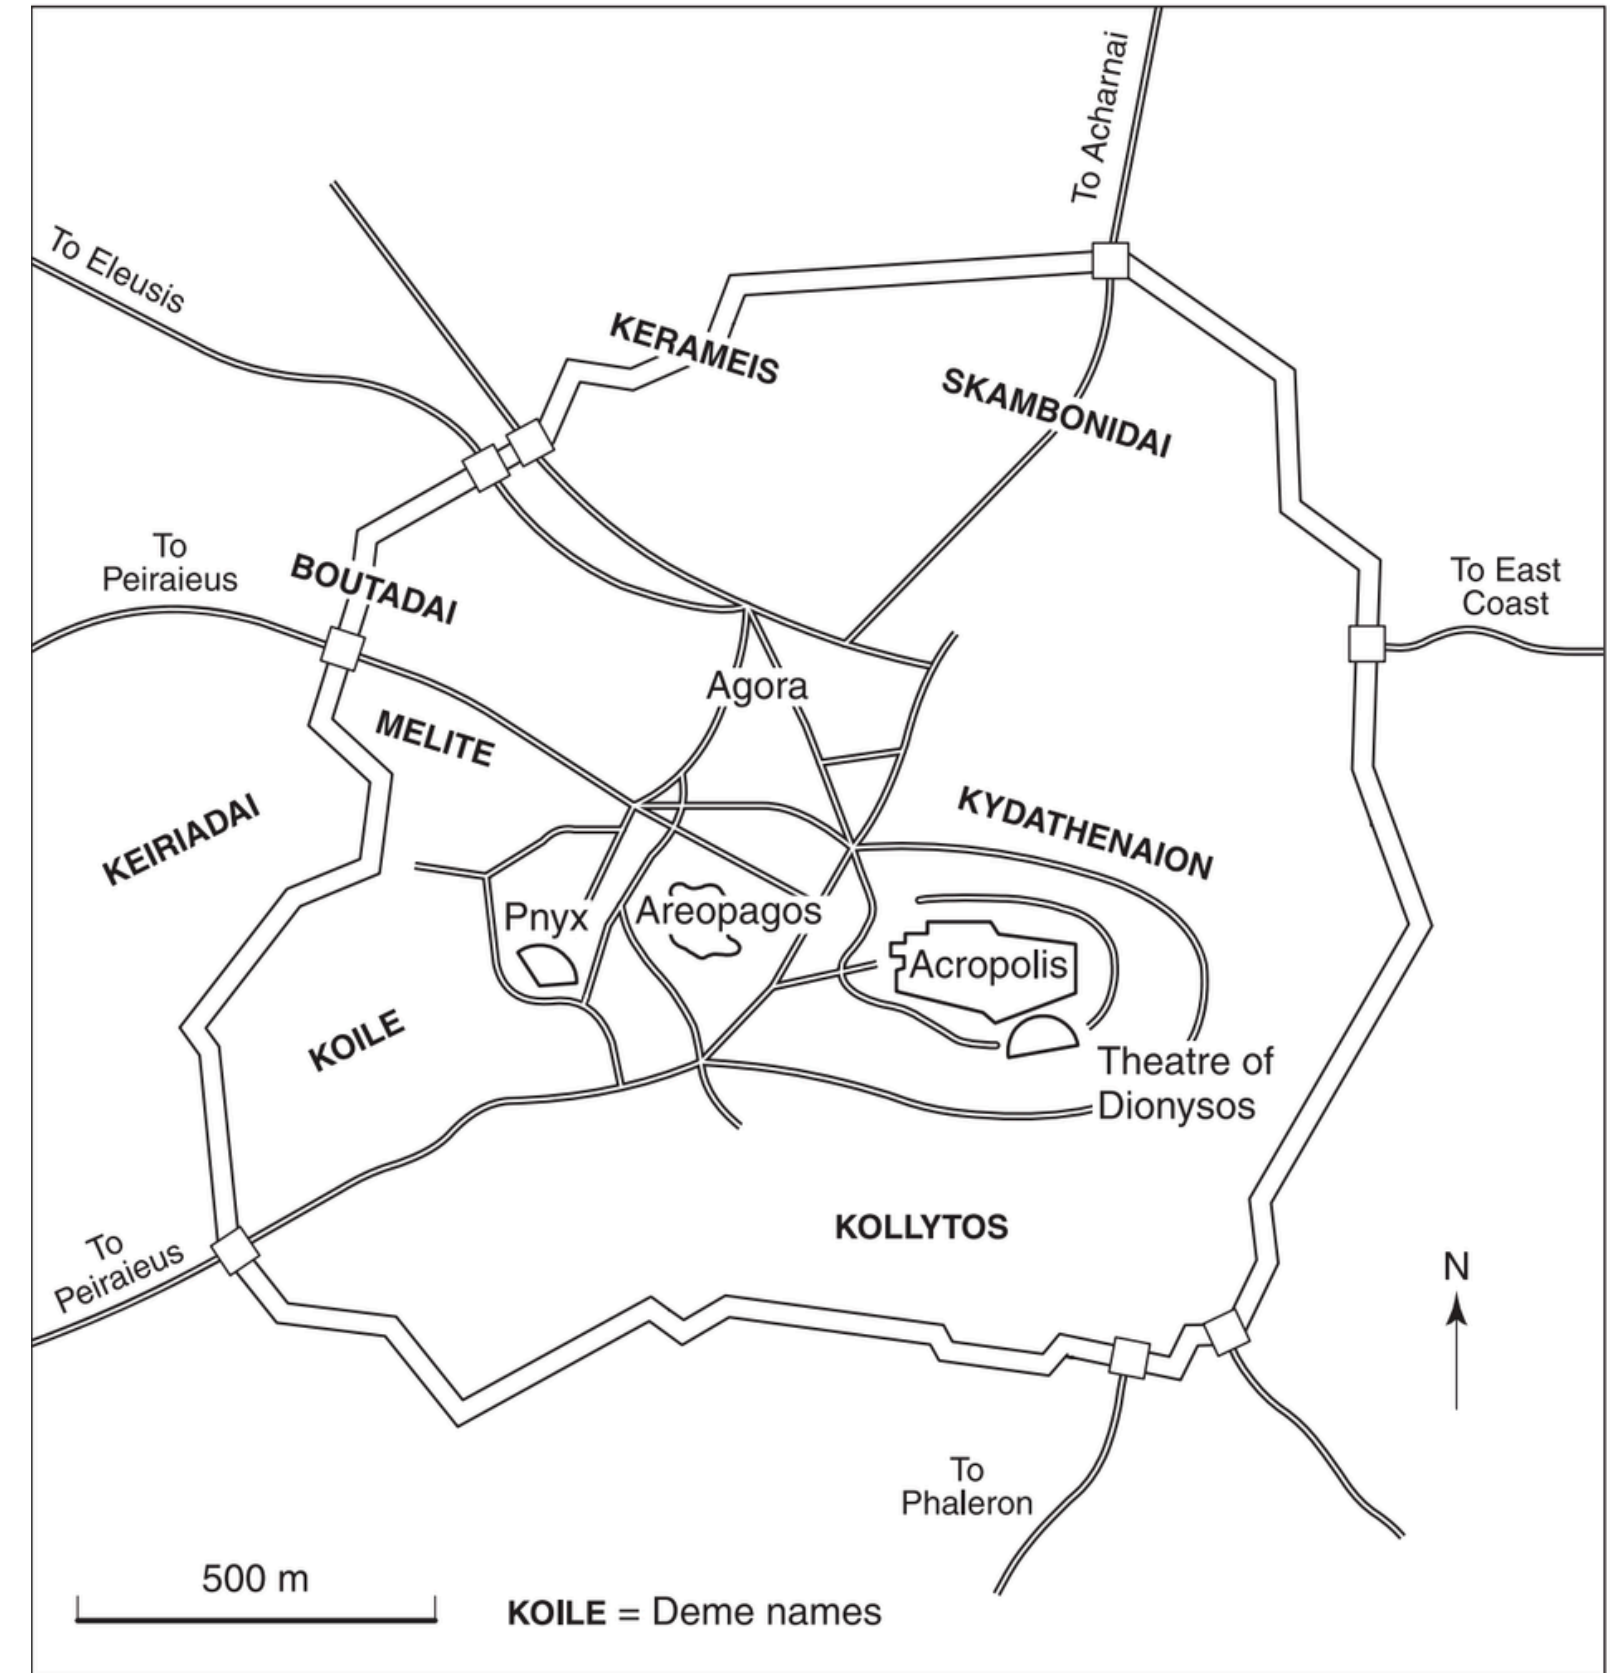 To Acharnai
To Eleusis
KERAMEIS
SKAMBONIDAI
To
Peiraieus
BOUTADAI
To East
Coast
Agora
MELITE
KEIRIADAI
KYDATHENAION
Pnyx
Areopagos
Acropolis
KOILE
Theatre of
Dionysos
KOLLYTOS
To
Peiraieus
N
To
Phaleron
500 m
KOILE = Deme names